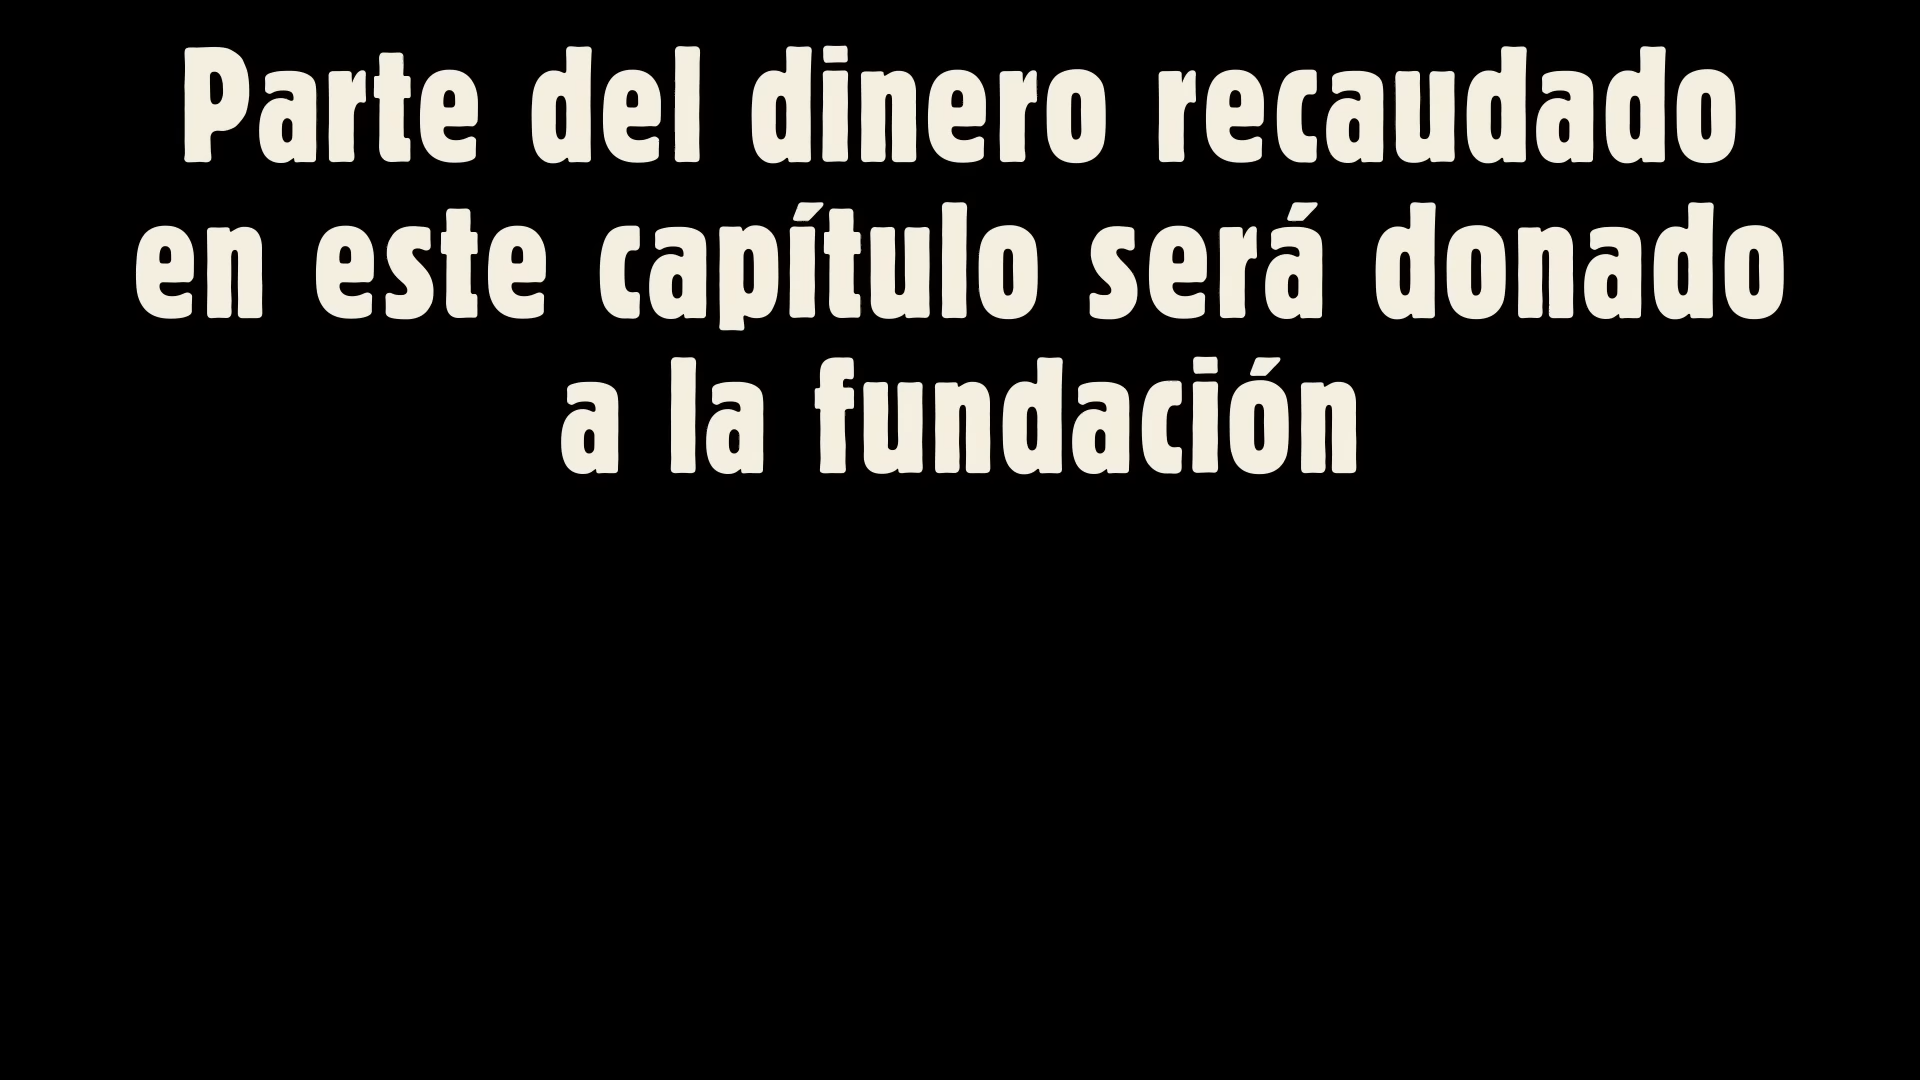 Parte del dinero recaudado
en este capítulo será donado
a la fundación